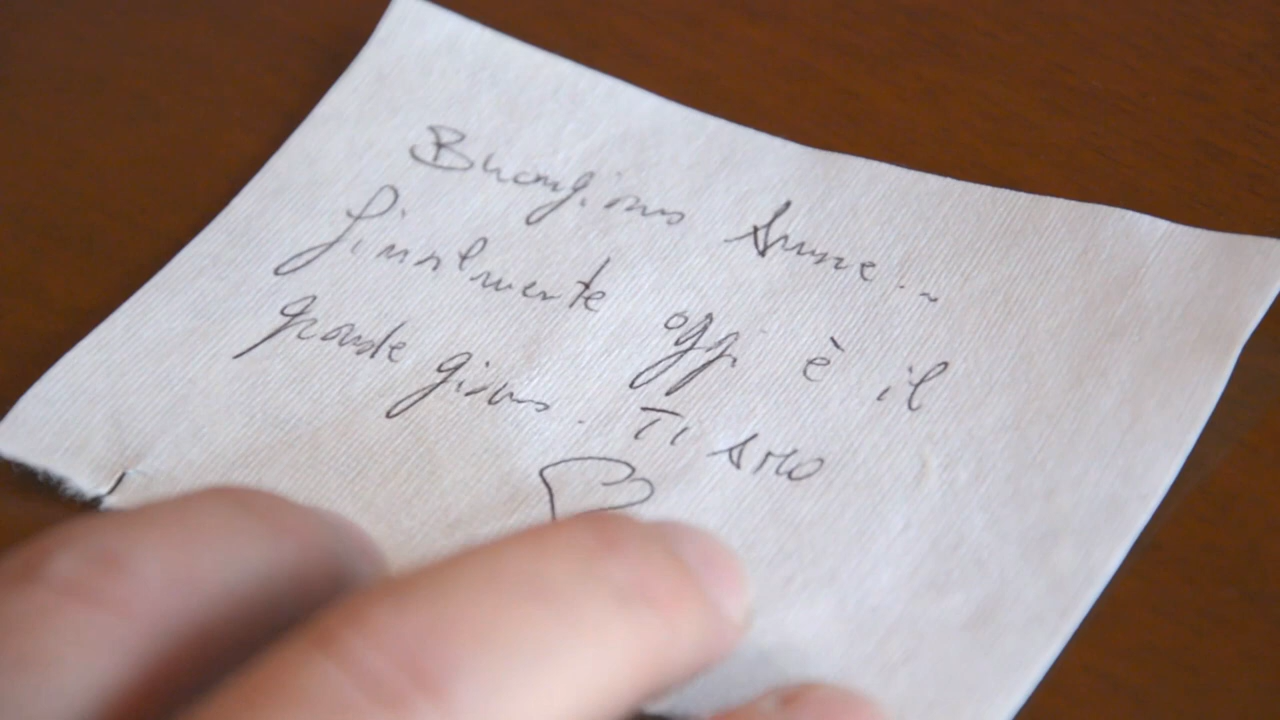 Buongiorno Amore...
finalmente oggi è il
grande giorno. Ti amo